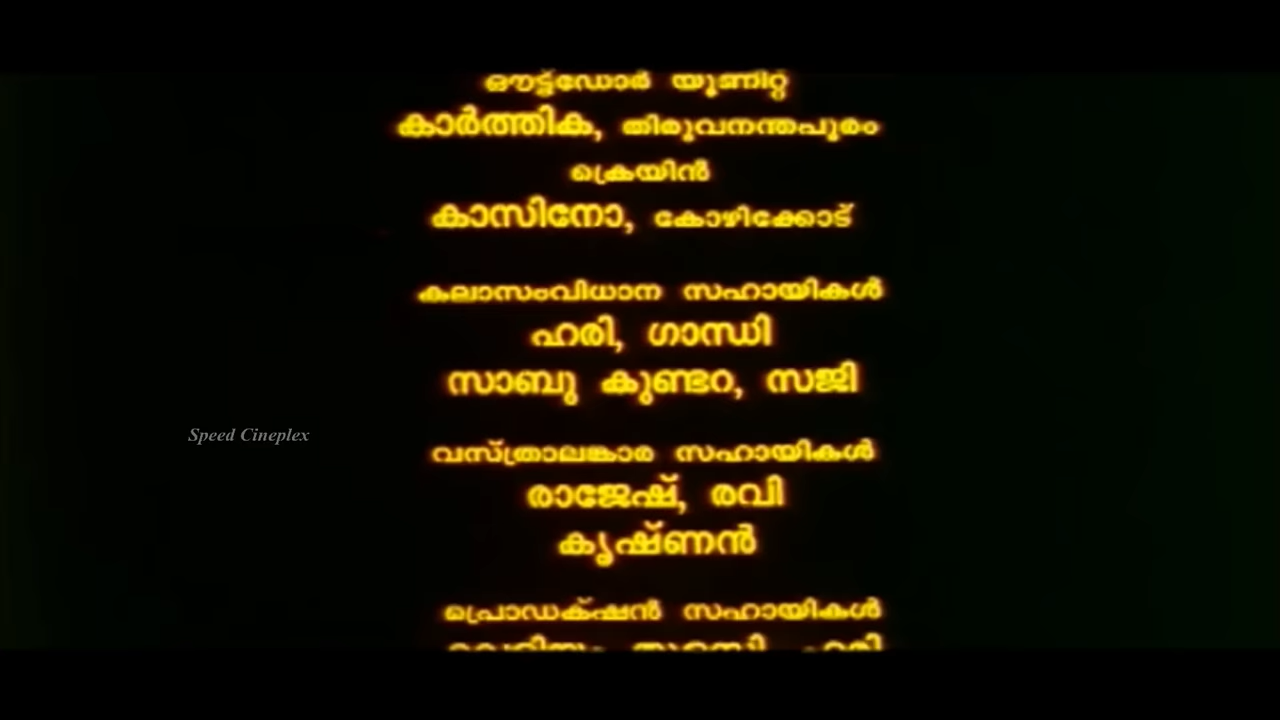 ഔട്ട്ഡോർ യൂണിറ്റ്
കാർത്തിക, തിരുവനന്തപുരം
ക്രെയിൻ
കാസിനോ, കോഴിക്കോട്
കലാസംവിധാന സഹായികൾ
ഹരി, ഗാന്ധി
സാബു കുണ്ടറ, സജി
Speed Cineplex
വസ്ത്രാലങ്കാര സഹായികൾ
രാജേഷ്, രവി
കൃഷ്ണൻ
പ്രൊഡക്ഷൻ സഹായികൾ